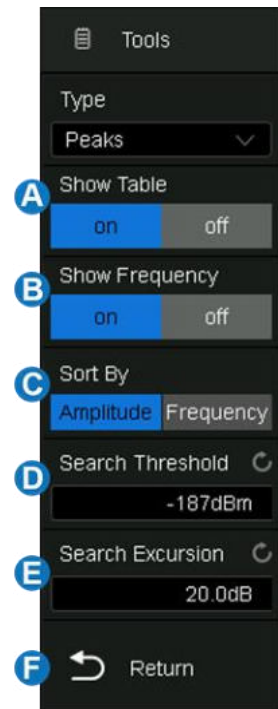 Tools
Type
Peaks
A Show Table
on off
B Show Frequency
on off
C Sort By
Amplitude Frequency
D Search Threshold
-187dBm
E Search Excursion
20.0dB
F Return